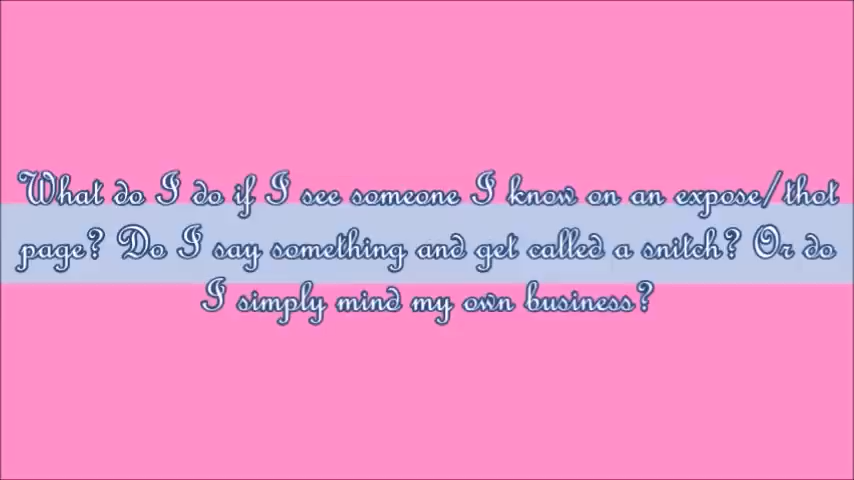 What do I do if I see someone I know on an expose/thot
page? Do I say something and get called a snitch? Or do
I simply mind my own business?